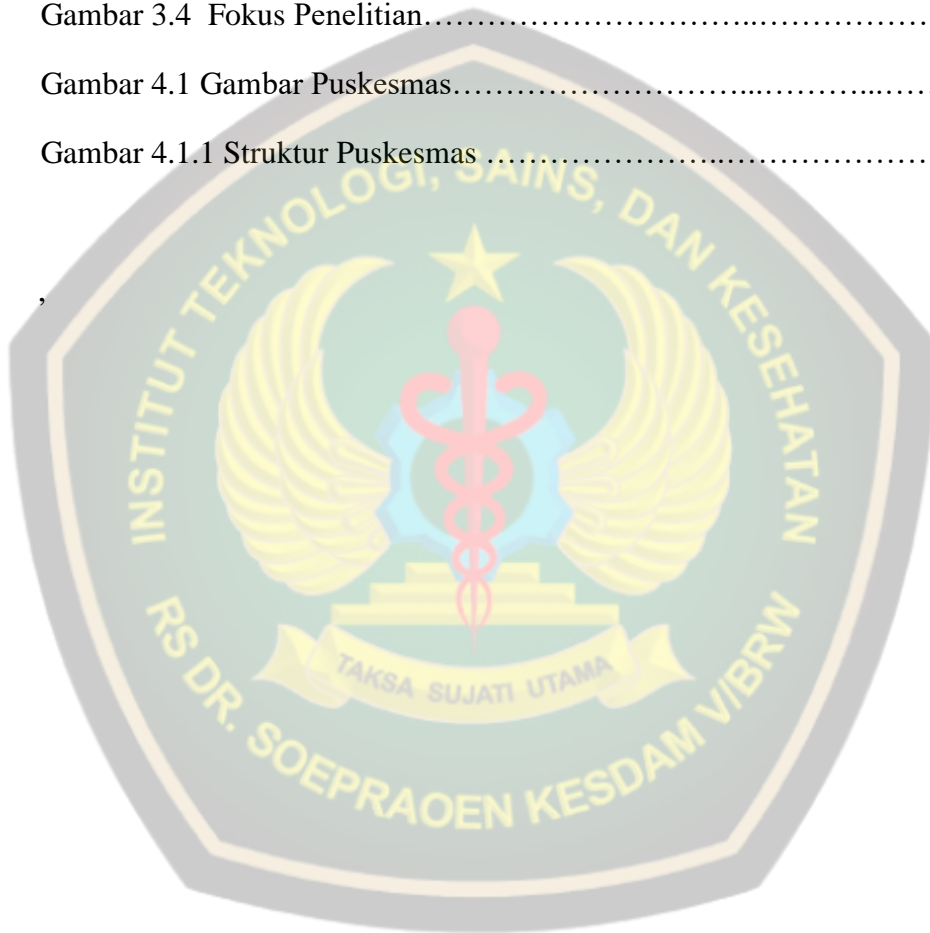 Gambar 3.4  Fokus Penelitian………………………..……………
Gambar 4.1 Gambar Puskesmas………………………...………...……
Gambar 4.1.1 Struktur Puskesmas …………………..………………
,
INSTITUT TEKNOLOGI, SAINS, DAN KESEHATAN
TAKSA SUJATI UTAMA
RS DR. SOEPRAOEN KESDAM V/BRW